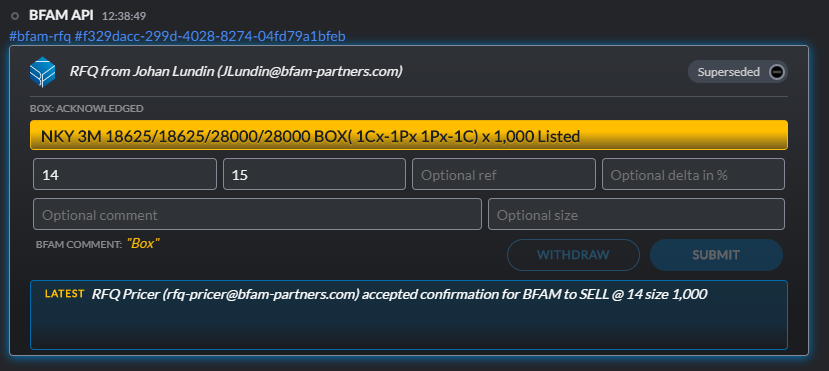 BFAM API 12:38:49
#bfam-rfq #f329dacc-299d-4028-8274-04fd79a1bfeb
RFQ from Johan Lundin (JLundin@bfam-partners.com)
Superseded
BOX: ACKNOWLEDGED
NKY 3M 18625/18625/28000/28000 BOX( 1Cx-1Px 1Px-1C) x 1,000 Listed
14 15 Optional ref Optional delta in %
Optional comment Optional size
BFAM COMMENT: "Box"
WITHDRAW SUBMIT
LATEST RFQ Pricer (rfq-pricer@bfam-partners.com) accepted confirmation for BFAM to SELL @ 14 size 1,000